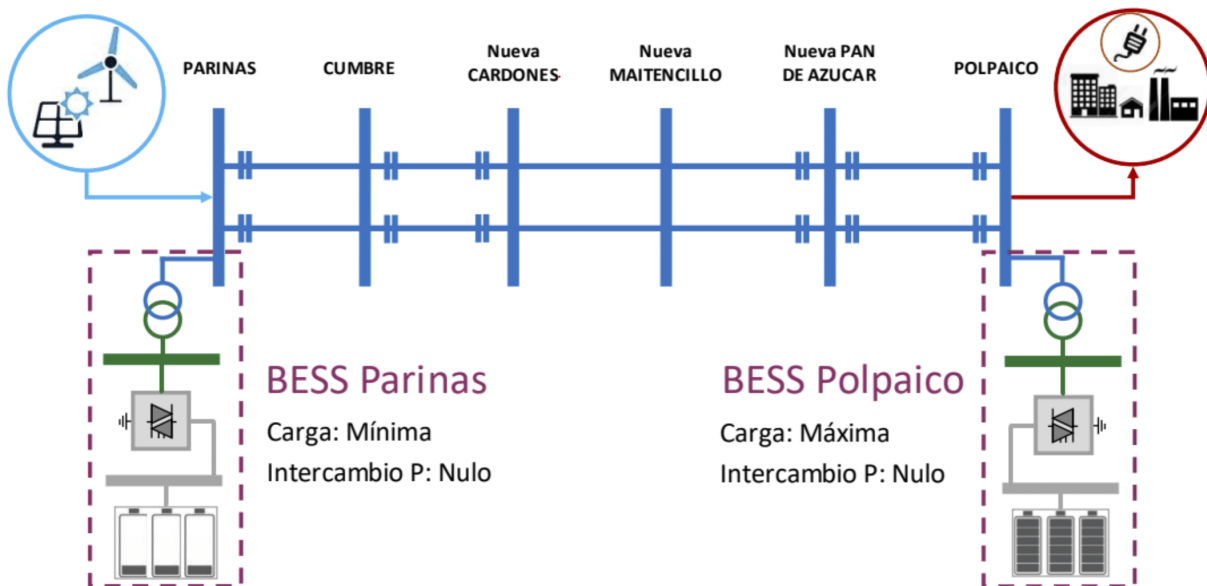 PARINAS
CUMBRE
Nueva
CARDONES
Nueva
MAITENCILLO
Nueva PAN
DE AZUCAR
POLPAICO
BESS Parinas
Carga: Mínima
Intercambio P: Nulo
BESS Polpaico
Carga: Máxima
Intercambio P: Nulo